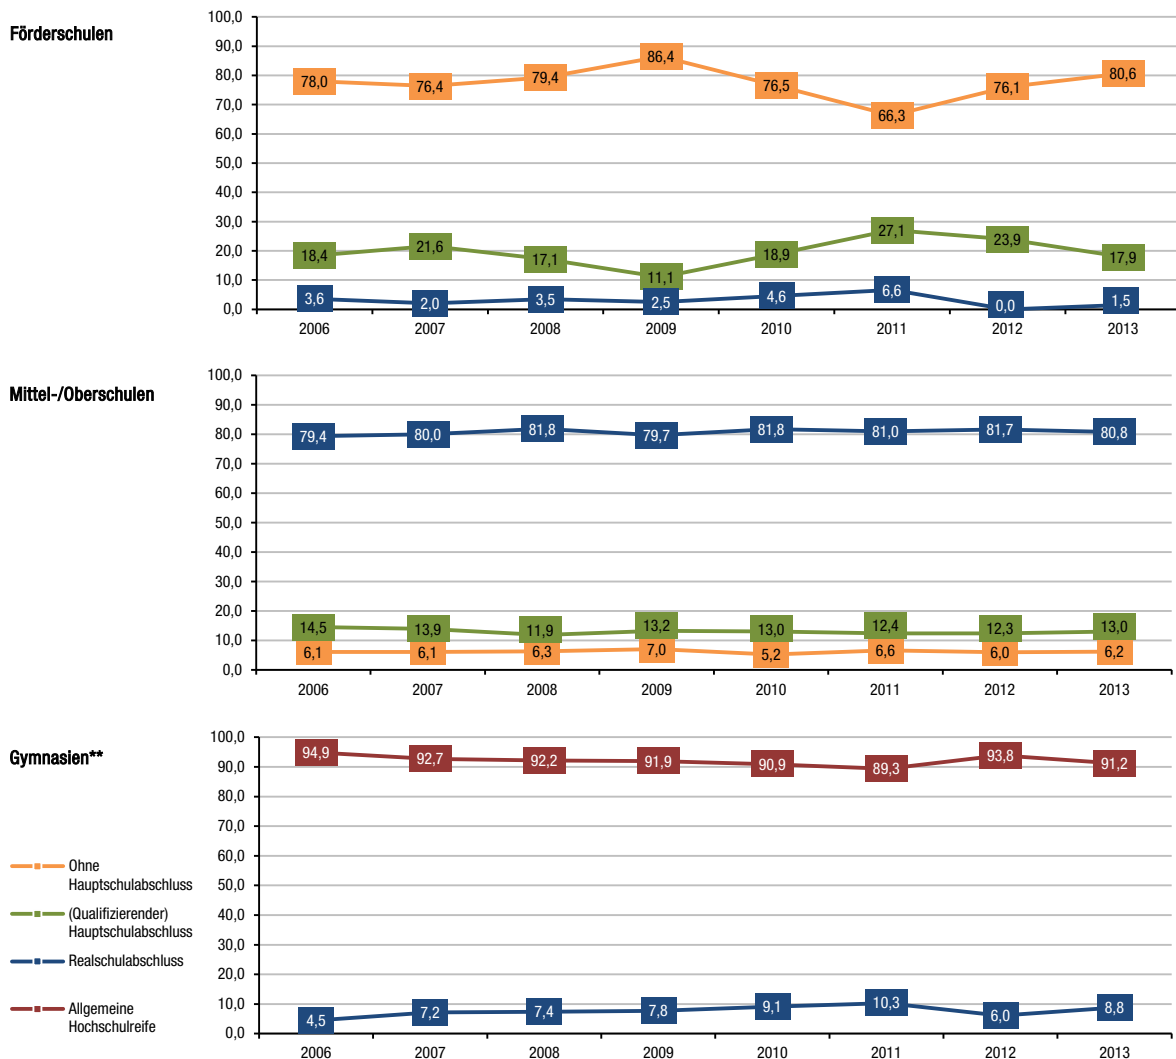 Förderschulen
100,0
90,0
80,0
70,0
60,0
50,0
40,0
30,0
20,0
10,0
0,0
78,0 76,4 79,4 86,4 76,5 66,3 76,1 80,6
18,4 21,6 17,1 11,1 18,9 27,1 23,9 17,9
3,6 2,0 3,5 2,5 4,6 6,6 0,0 1,5
2006 2007 2008 2009 2010 2011 2012 2013
Mittel-/Oberschulen
100,0
90,0
80,0
70,0
60,0
50,0
40,0
30,0
20,0
10,0
0,0
79,4 80,0 81,8 79,7 81,8 81,0 81,7 80,8
14,5 13,9 11,9 13,2 13,0 12,4 12,3 13,0
6,1 6,1 6,3 7,0 5,2 6,6 6,0 6,2
2006 2007 2008 2009 2010 2011 2012 2013
Gymnasien**
100,0
90,0
80,0
70,0
60,0
50,0
40,0
30,0
20,0
10,0
0,0
94,9 92,7 92,2 91,9 90,9 89,3 93,8 91,2
4,5 7,2 7,4 7,8 9,1 10,3 6,0 8,8
2006 2007 2008 2009 2010 2011 2012 2013
Ohne
Hauptschulabschluss
(Qualifizierender)
Hauptschulabschluss
Realschulabschluss
Allgemeine
Hochschulreife